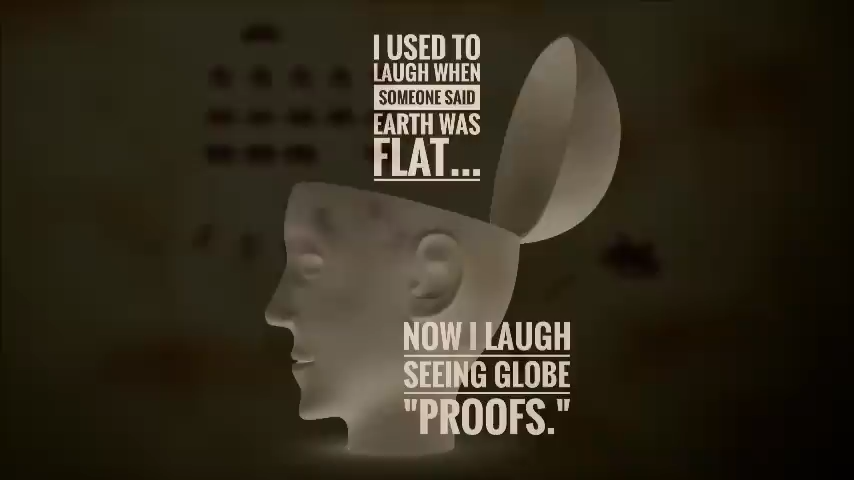 I USED TO
LAUGH WHEN
SOMEONE SAID
EARTH WAS
FLAT...
NOW I LAUGH
SEEING GLOBE
"PROOFS."